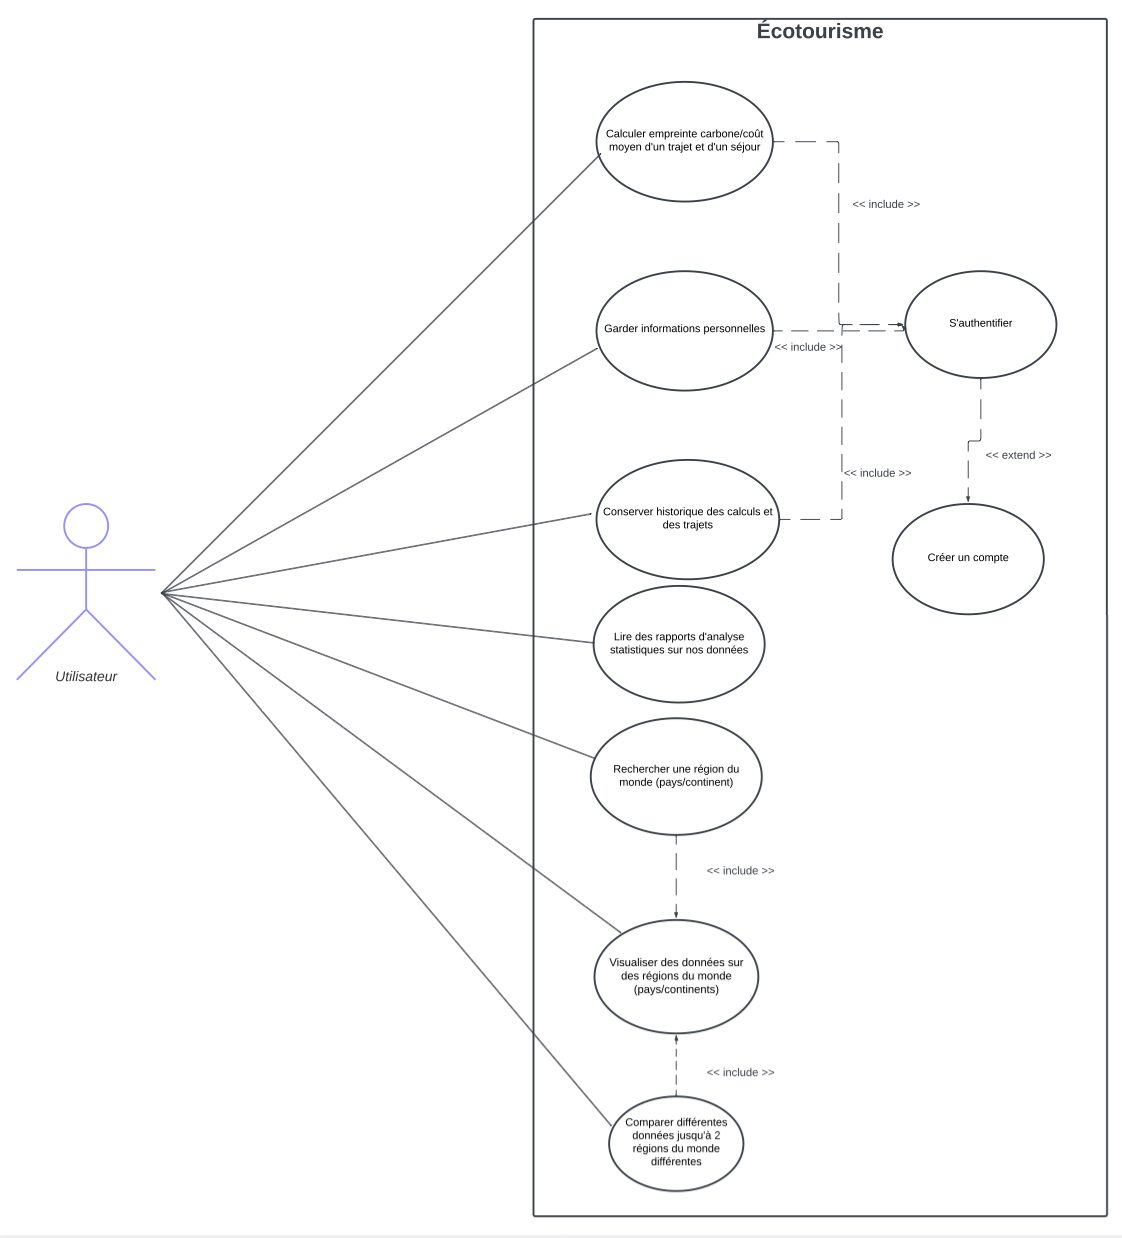 Écotourisme
Calculer empreinte carbone/coût
moyen d'un trajet et d'un séjour
<< include >>
Garder informations personnelles
S'authentifier
<< include >>
<< extend >>
<< include >>
Conserver historique des calculs et
des trajets
Créer un compte
Lire des rapports d'analyse
statistiques sur nos données
Utilisateur
Rechercher une région du
monde (pays/continent)
<< include >>
Visualiser des données sur
des régions du monde
(pays/continents)
<< include >>
Comparer différentes
données jusqu'à 2
régions du monde
différentes